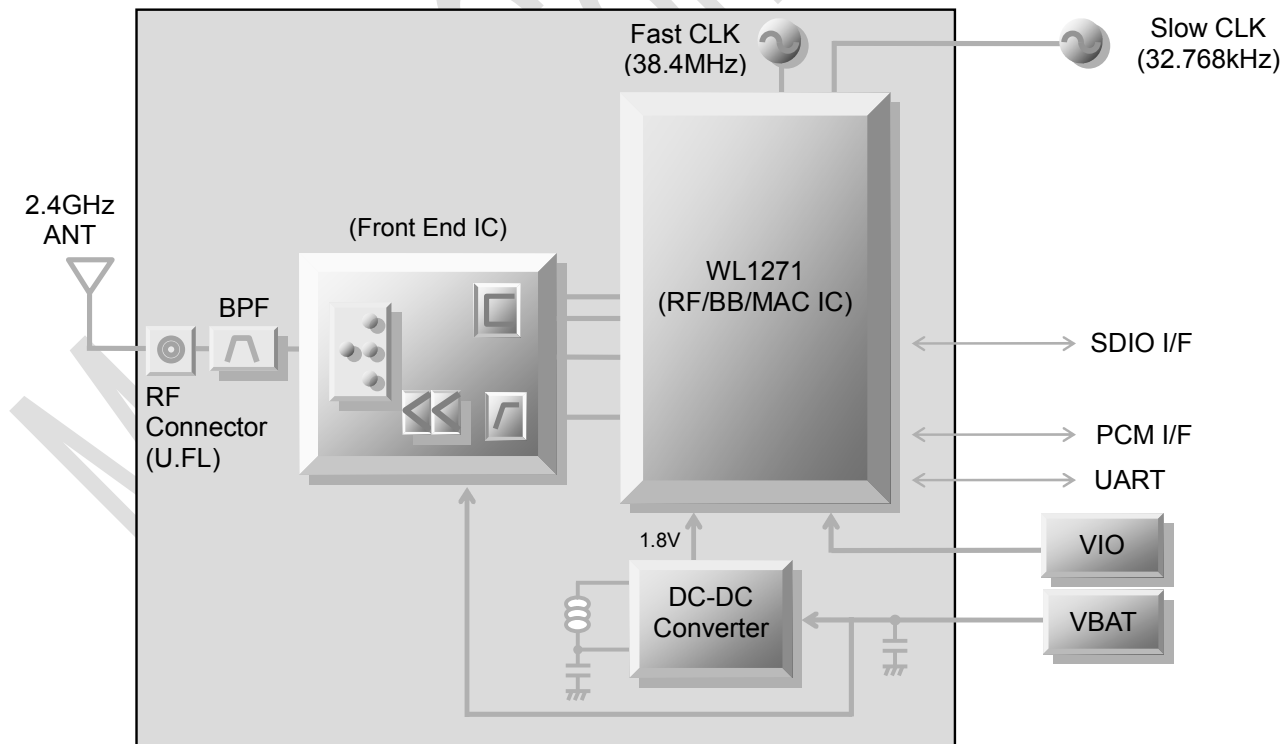 Fast CLK
(38.4MHz)
Slow CLK
(32.768kHz)
2.4GHz
ANT
(Front End IC)
BPF
RF
Connector
(U.FL)
WL1271
(RF/BB/MAC IC)
SDIO I/F
PCM I/F
UART
1.8V
DC-DC
Converter
VIO
VBAT